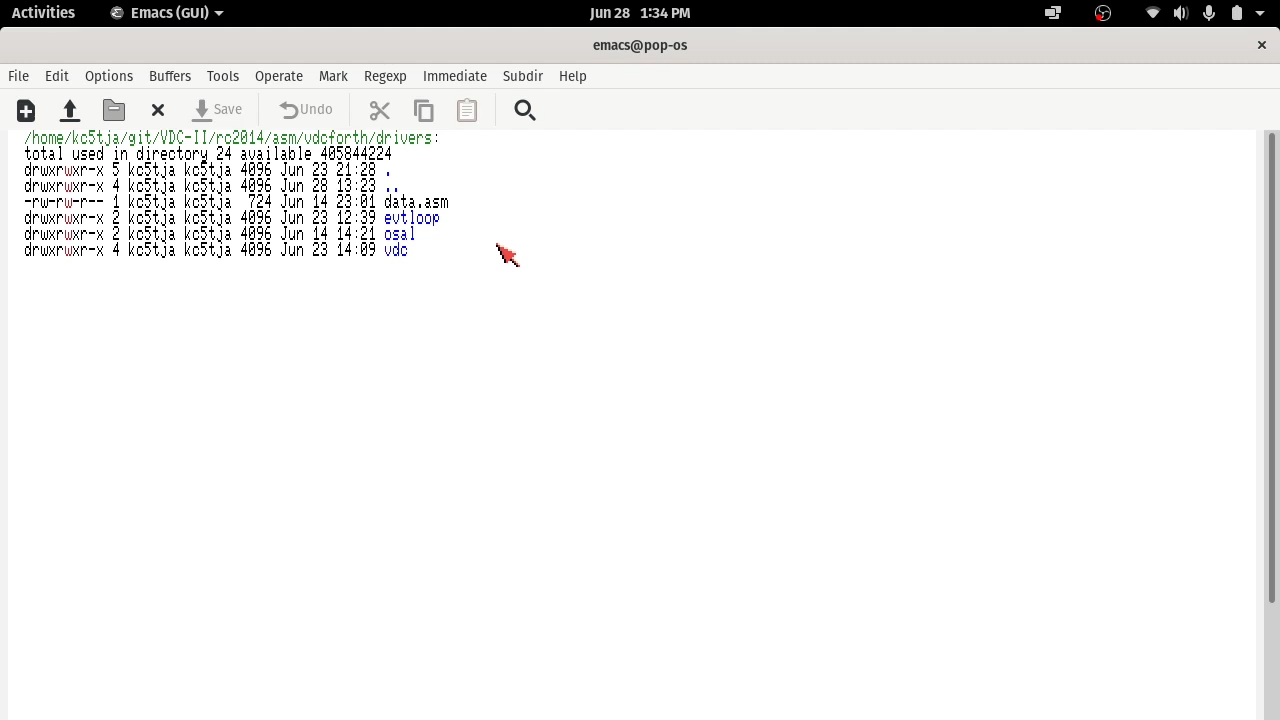 Activities Emacs (GUI) Jun 28 1:34 PM
emacs@pop-os
File Edit Options Buffers Tools Operate Mark Regexp Immediate Subdir Help
Save Undo
/home/kc5tja/git/VDC-II/rc2014/asm/vdcforth/drivers:
total used in directory 24 available 405844224
drwxrwxr-x 5 kc5tja kc5tja 4096 Jun 23 21:28 .
drwxrwxr-x 4 kc5tja kc5tja 4096 Jun 28 13:23 ..
-rw-rw-r-- 1 kc5tja kc5tja  724 Jun 14 23:01 data.asm
drwxrwxr-x 2 kc5tja kc5tja 4096 Jun 23 12:39 evtloop
drwxrwxr-x 2 kc5tja kc5tja 4096 Jun 14 14:21 osal
drwxrwxr-x 4 kc5tja kc5tja 4096 Jun 23 14:09 vdc